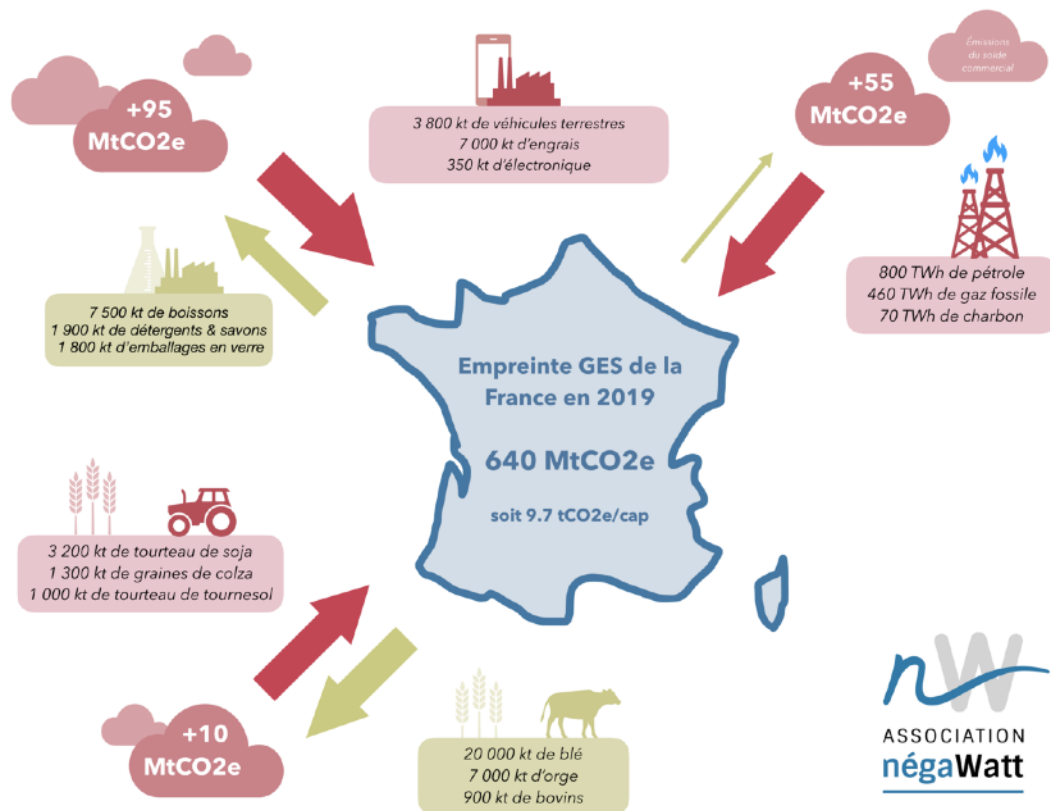 +95
MtCO2e
3 800 kt de véhicules terrestres
7 000 kt d'engrais
350 kt d'électronique
+55
MtCO2e
Émissions
du solde
commercial
800 TWh de pétrole
460 TWh de gaz fossile
70 TWh de charbon
7 500 kt de boissons
1 900 kt de détergents & savons
1 800 kt d'emballages en verre
Empreinte GES de la
France en 2019
640 MtCO2e
soit 9.7 tCO2e/cap
3 200 kt de tourteau de soja
1 300 kt de graines de colza
1 000 kt de tourteau de tournesol
+10
MtCO2e
20 000 kt de blé
7 000 kt d'orge
900 kt de bovins
nW
ASSOCIATION
négaWatt